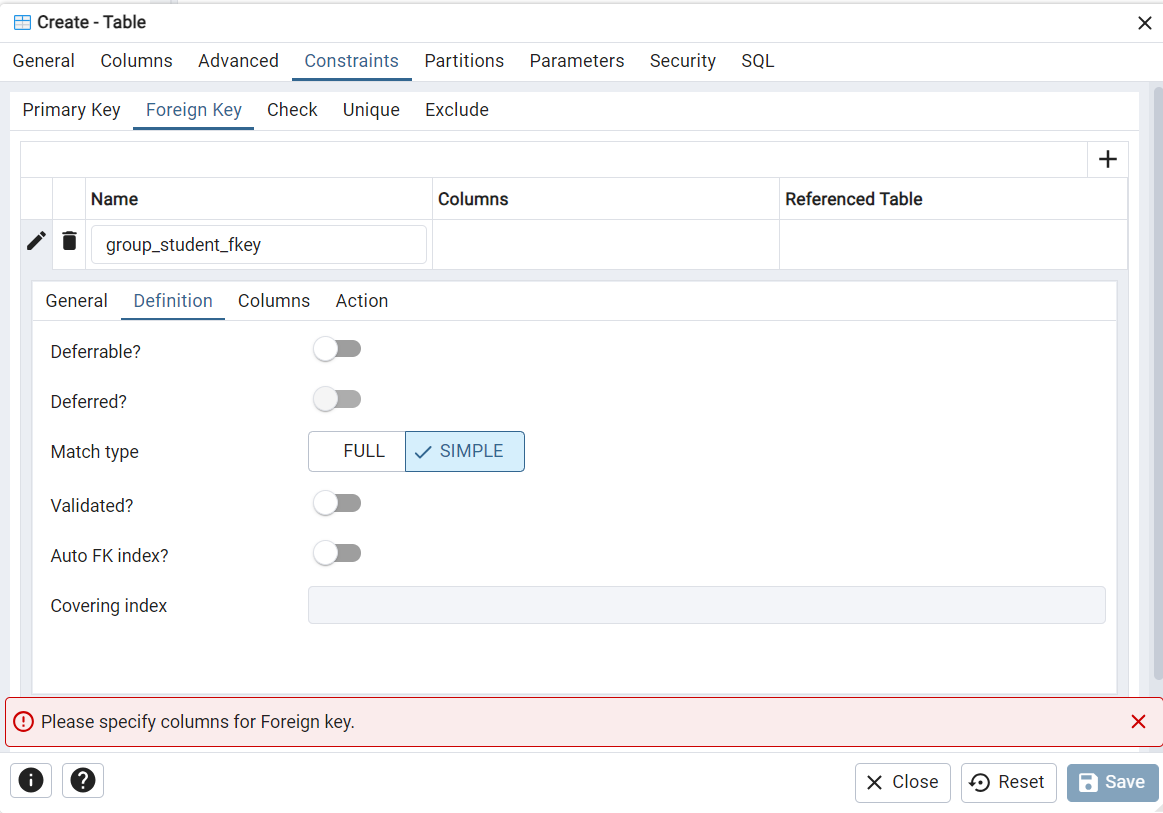 Create - Table
General Columns Advanced Constraints Partitions Parameters Security SQL
Primary Key Foreign Key Check Unique Exclude
Name Columns Referenced Table
group_student_fkey
General Definition Columns Action
Deferrable?
Deferred?
Match type FULL SIMPLE
Validated?
Auto FK index?
Covering index
Please specify columns for Foreign key.
Close Reset Save